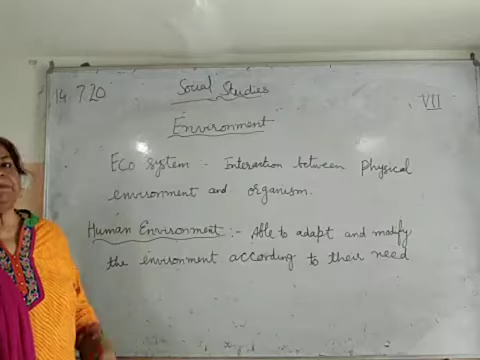 14.7.20
Social Studies
VII
Environment
Eco system - Interaction between physical
environment and organism.
Human Environment :- Able to adapt and modify
the environment according to their need